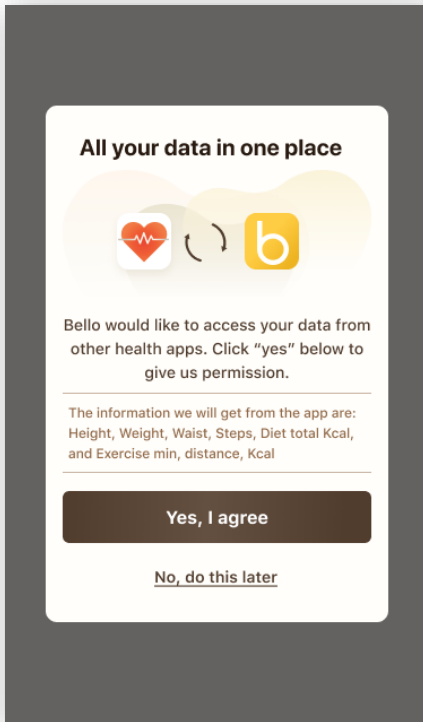 All your data in one place
b
Bello would like to access your data from
other health apps. Click “yes” below to
give us permission.
The information we will get from the app are:
Height, Weight, Waist, Steps, Diet total Kcal,
and Exercise min, distance, Kcal
Yes, I agree
No, do this later